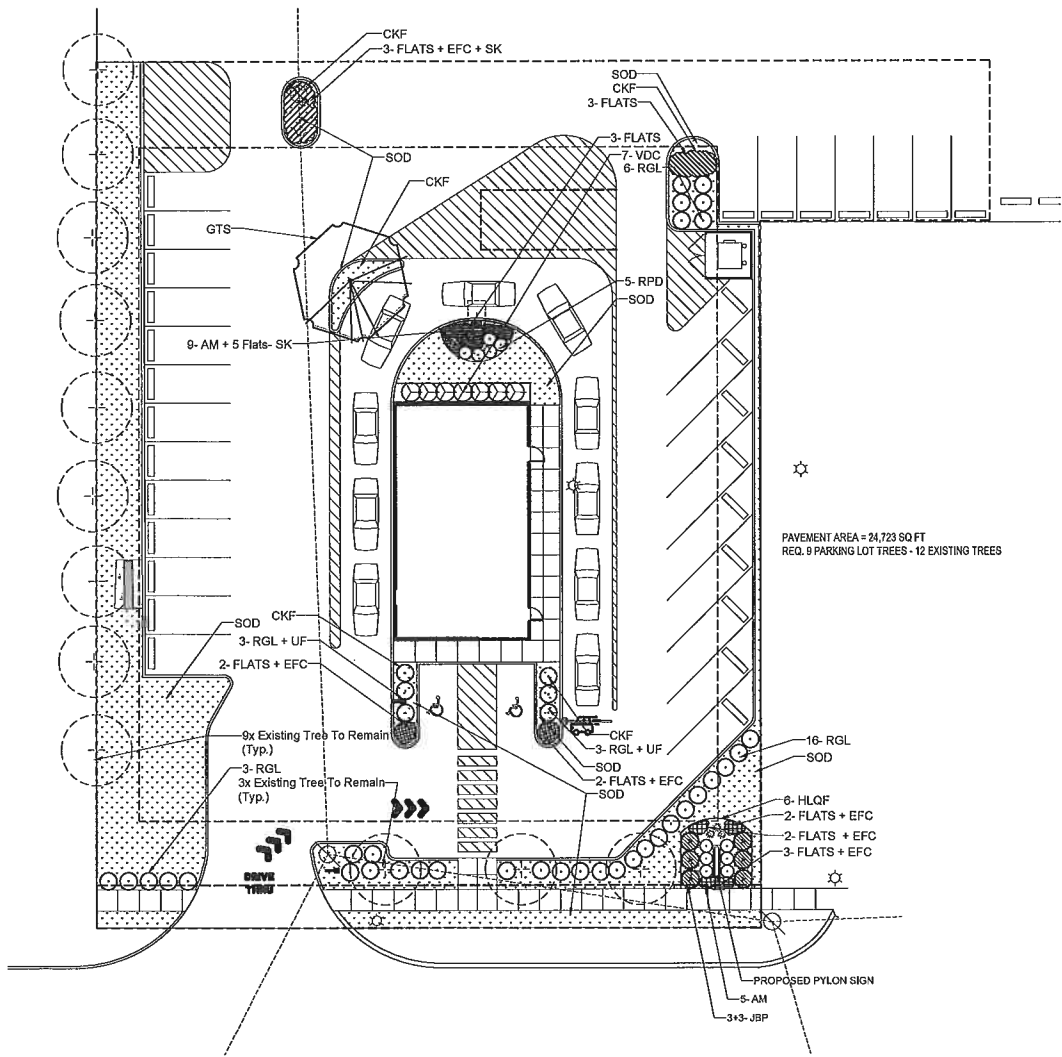 CKF
3- FLATS + EFC + SK
SOD
CKF
3- FLATS
3- FLATS
7- VDC
6- RGL
SOD
CKF
GTS
5- RPD
SOD
9- AM + 5 Flats- SK
PAVEMENT AREA = 24,723 SQ FT
REQ. 9 PARKING LOT TREES - 12 EXISTING TREES
SOD
CKF
3- RGL + UF
2- FLATS + EFC
9x Existing Tree To Remain
(Typ.)
3- RGL
3x Existing Tree To Remain
(Typ.)
CKF
3- RGL + UF
SOD
2- FLATS + EFC
SOD
16- RGL
SOD
6- HLQF
2- FLATS + EFC
2- FLATS + EFC
3- FLATS + EFC
DRIVE
THRU
PROPOSED PYLON SIGN
5- AM
3+3- JBP